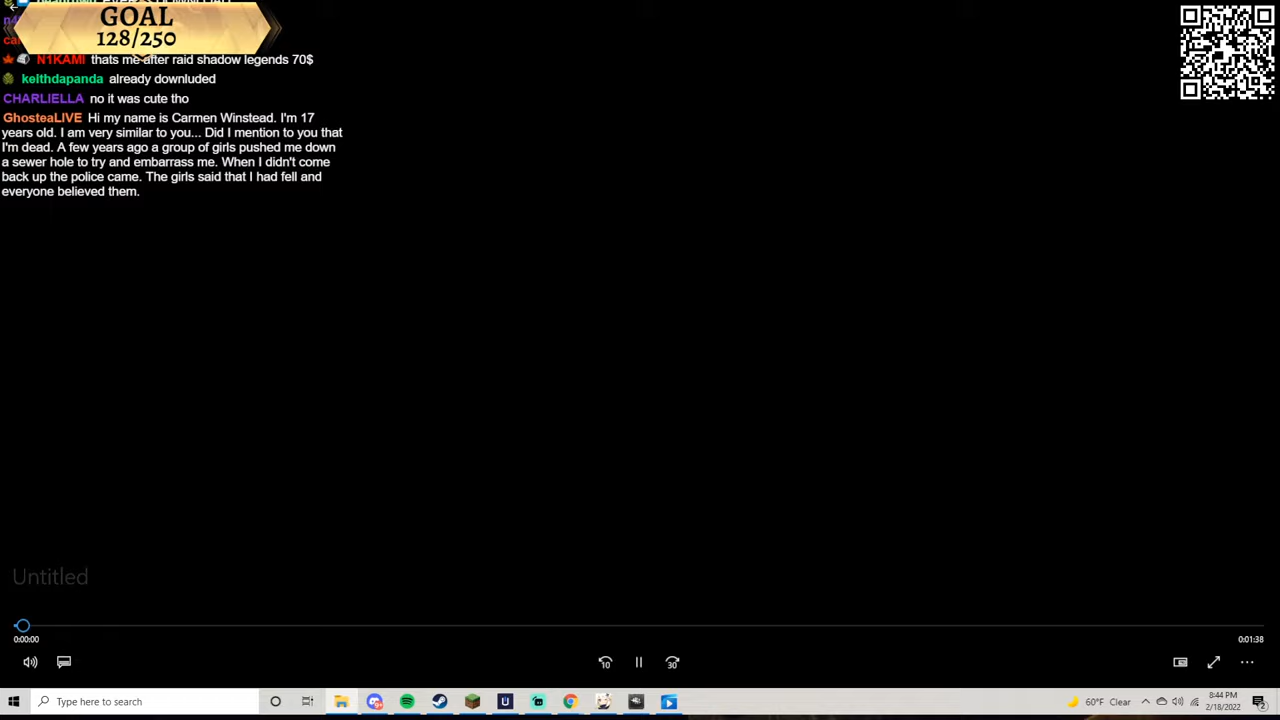 GOAL
128/250
N1KAMI thats me after raid shadow legends 70$
keithdapanda already downluded
CHARLIELLA no it was cute tho
GhosteaLIVE Hi my name is Carmen Winstead. I'm 17
years old. I am very similar to you... Did I mention to you that
I'm dead. A few years ago a group of girls pushed me down
a sewer hole to try and embarrass me. When I didn't come
back up the police came. The girls said that I had fell and
everyone believed them.
Untitled
0:00:00
0:01:38
10
30
Type here to search
60°F Clear
8:44 PM
2/18/2022